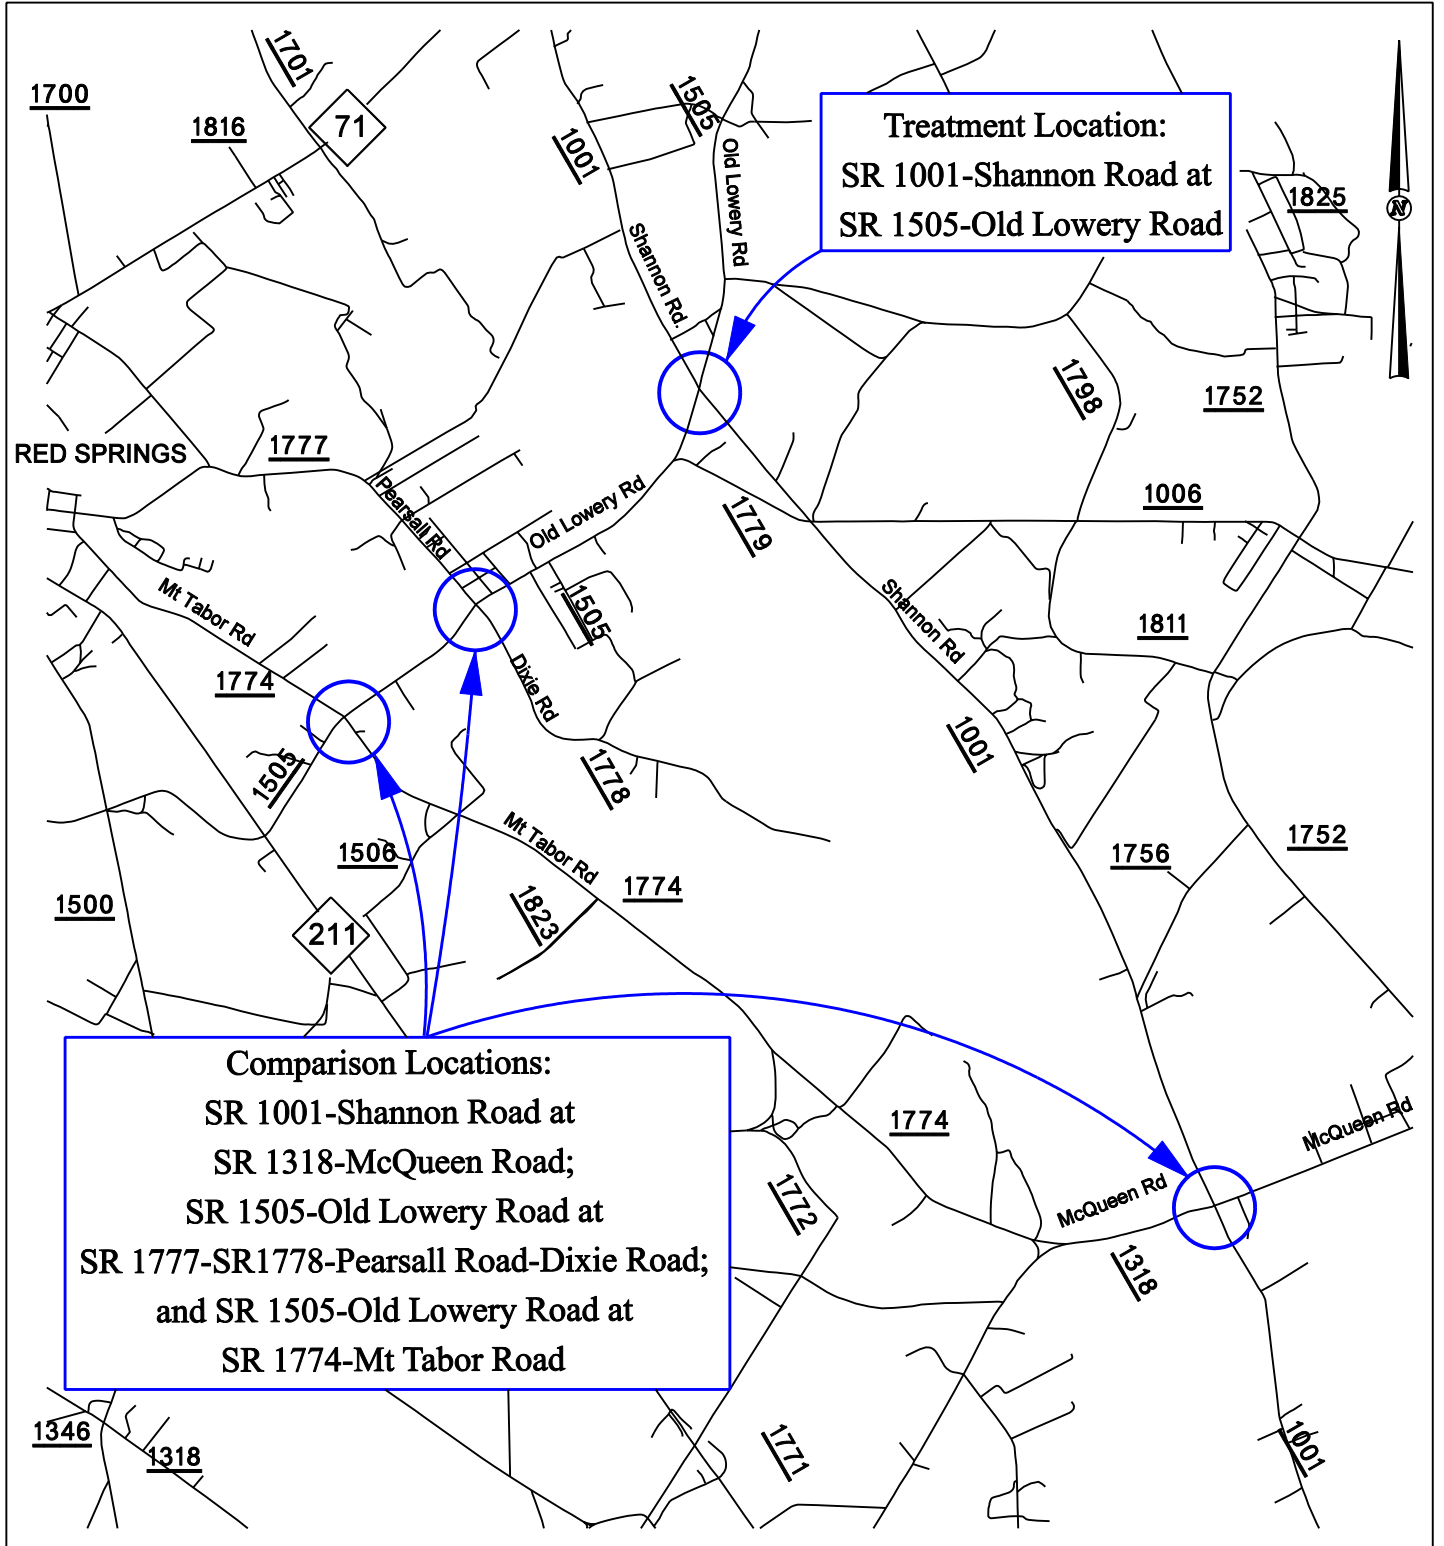 1701
1700
71
1816
1001
1505
Old Lowery Rd
Treatment Location:
SR 1001-Shannon Road at
SR 1505-Old Lowery Road
1825
N
Shannon Rd.
1798
1752
RED SPRINGS
1777
Pearsall Rd
Old Lowery Rd
1779
1006
Mt Tabor Rd
1505
Shannon Rd
1811
1774
Dixie Rd
1001
1505
1778
1506
Mt Tabor Rd
1774
1756
1752
1500
1823
211
Comparison Locations:
SR 1001-Shannon Road at
SR 1318-McQueen Road;
SR 1505-Old Lowery Road at
SR 1777-SR1778-Pearsall Road-Dixie Road;
and SR 1505-Old Lowery Road at
SR 1774-Mt Tabor Road
1774
McQueen Rd
1772
McQueen Rd
1318
1346
1318
1771
1001